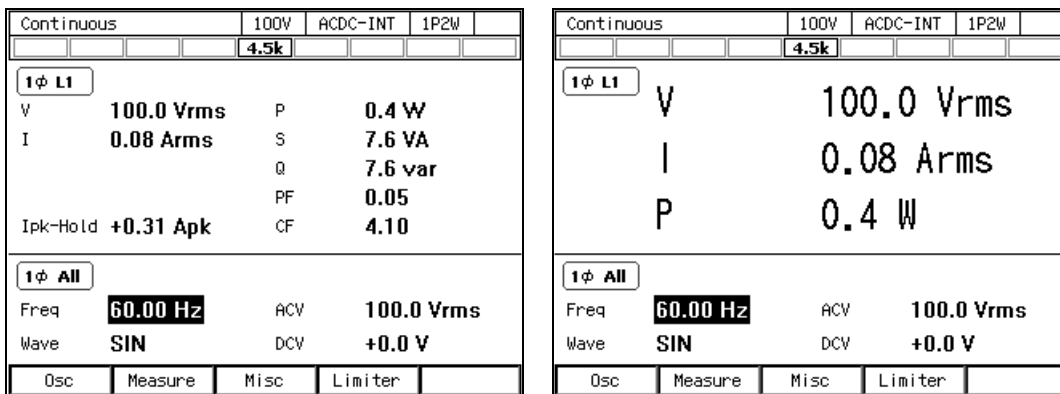 Continuous 100V ACDC-INT 1P2W
4.5k
1ϕ L1
V 100.0 Vrms P 0.4 W
I 0.08 Arms S 7.6 VA
Q 7.6 var
PF 0.05
Ipk-Hold +0.31 Apk CF 4.10
1ϕ All
Freq 60.00 Hz ACV 100.0 Vrms
Wave SIN DCV +0.0 V
Osc Measure Misc Limiter
Continuous 100V ACDC-INT 1P2W
4.5k
1ϕ L1
V 100.0 Vrms
I 0.08 Arms
P 0.4 W
1ϕ All
Freq 60.00 Hz ACV 100.0 Vrms
Wave SIN DCV +0.0 V
Osc Measure Misc Limiter